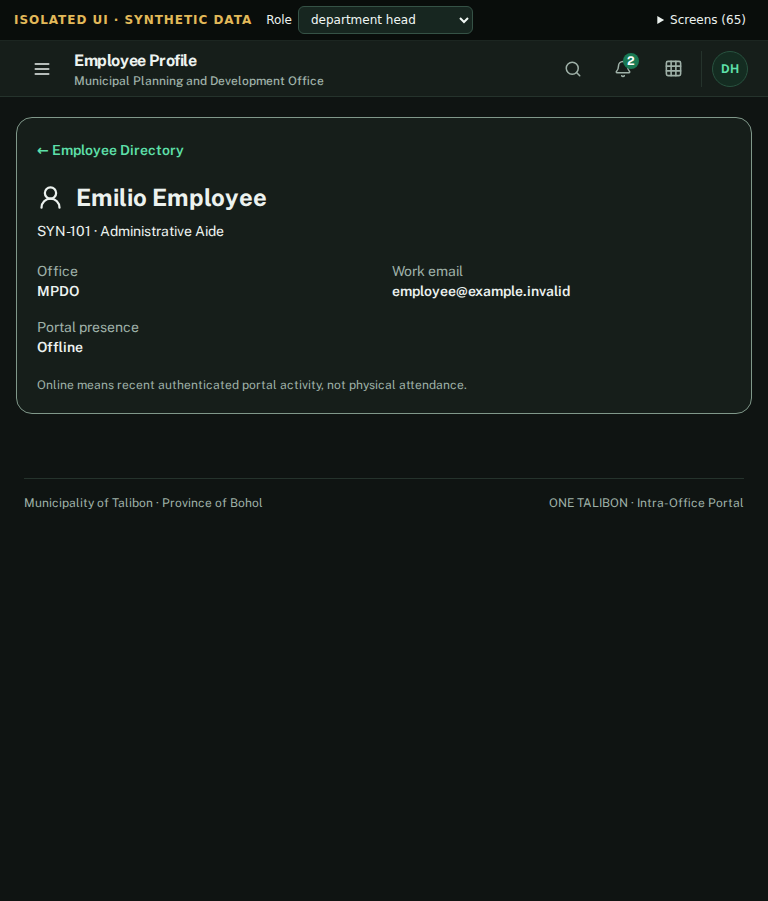 ISOLATED UI · SYNTHETIC DATA Role department head ▶ Screens (65)
Employee Profile
Municipal Planning and Development Office
2
DH
← Employee Directory
Emilio Employee
SYN-101 · Administrative Aide
Office
MPDO
Work email
employee@example.invalid
Portal presence
Offline
Online means recent authenticated portal activity, not physical attendance.
Municipality of Talibon · Province of Bohol
ONE TALIBON · Intra-Office Portal